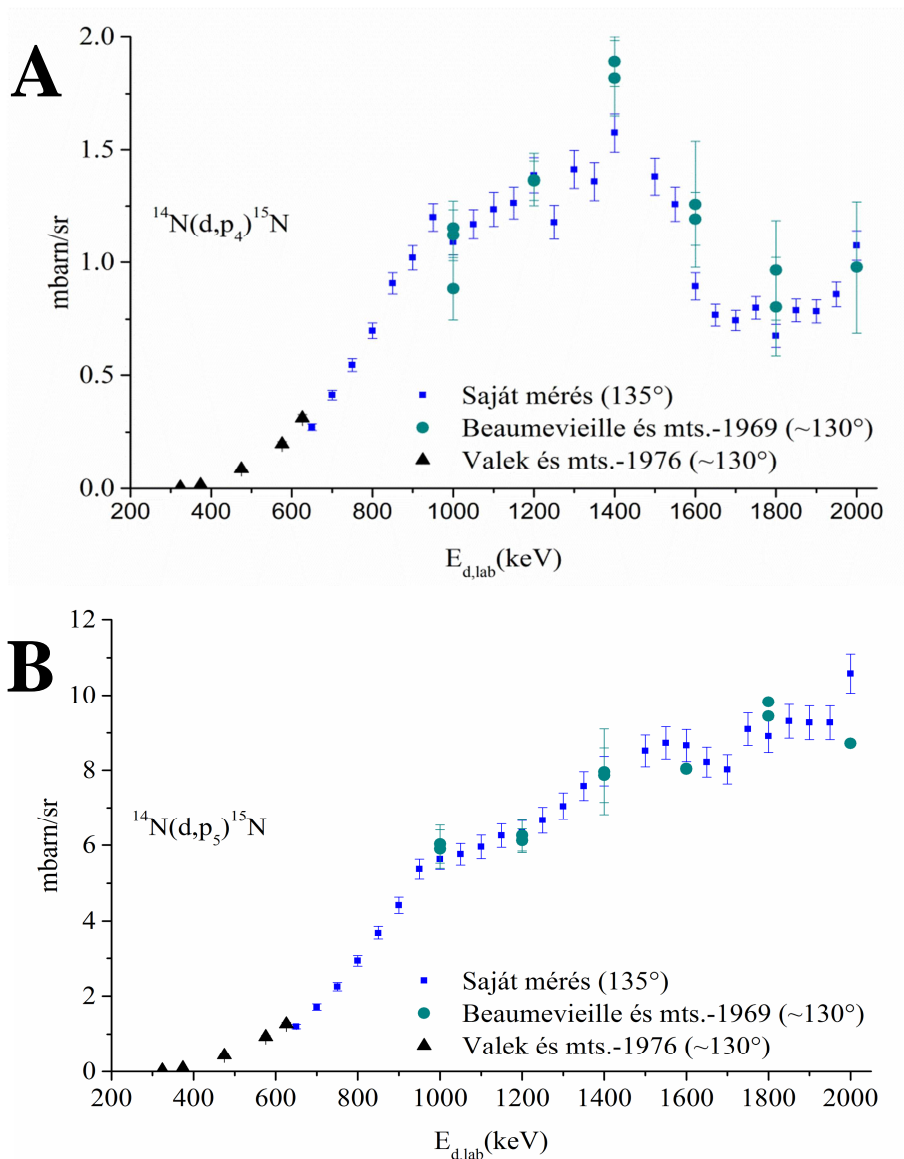 A
2.0
1.5
1.0
0.5
0.0
mbarn/sr
¹⁴N(d,p₄)¹⁵N
Saját mérés (135°)
Beaumevieille és mts.-1969 (~130°)
Valek és mts.-1976 (~130°)
200 400 600 800 1000 1200 1400 1600 1800 2000
E_d,lab(keV)
B
12
10
8
6
4
2
0
mbarn/sr
¹⁴N(d,p₅)¹⁵N
Saját mérés (135°)
Beaumevieille és mts.-1969 (~130°)
Valek és mts.-1976 (~130°)
200 400 600 800 1000 1200 1400 1600 1800 2000
E_d,lab(keV)